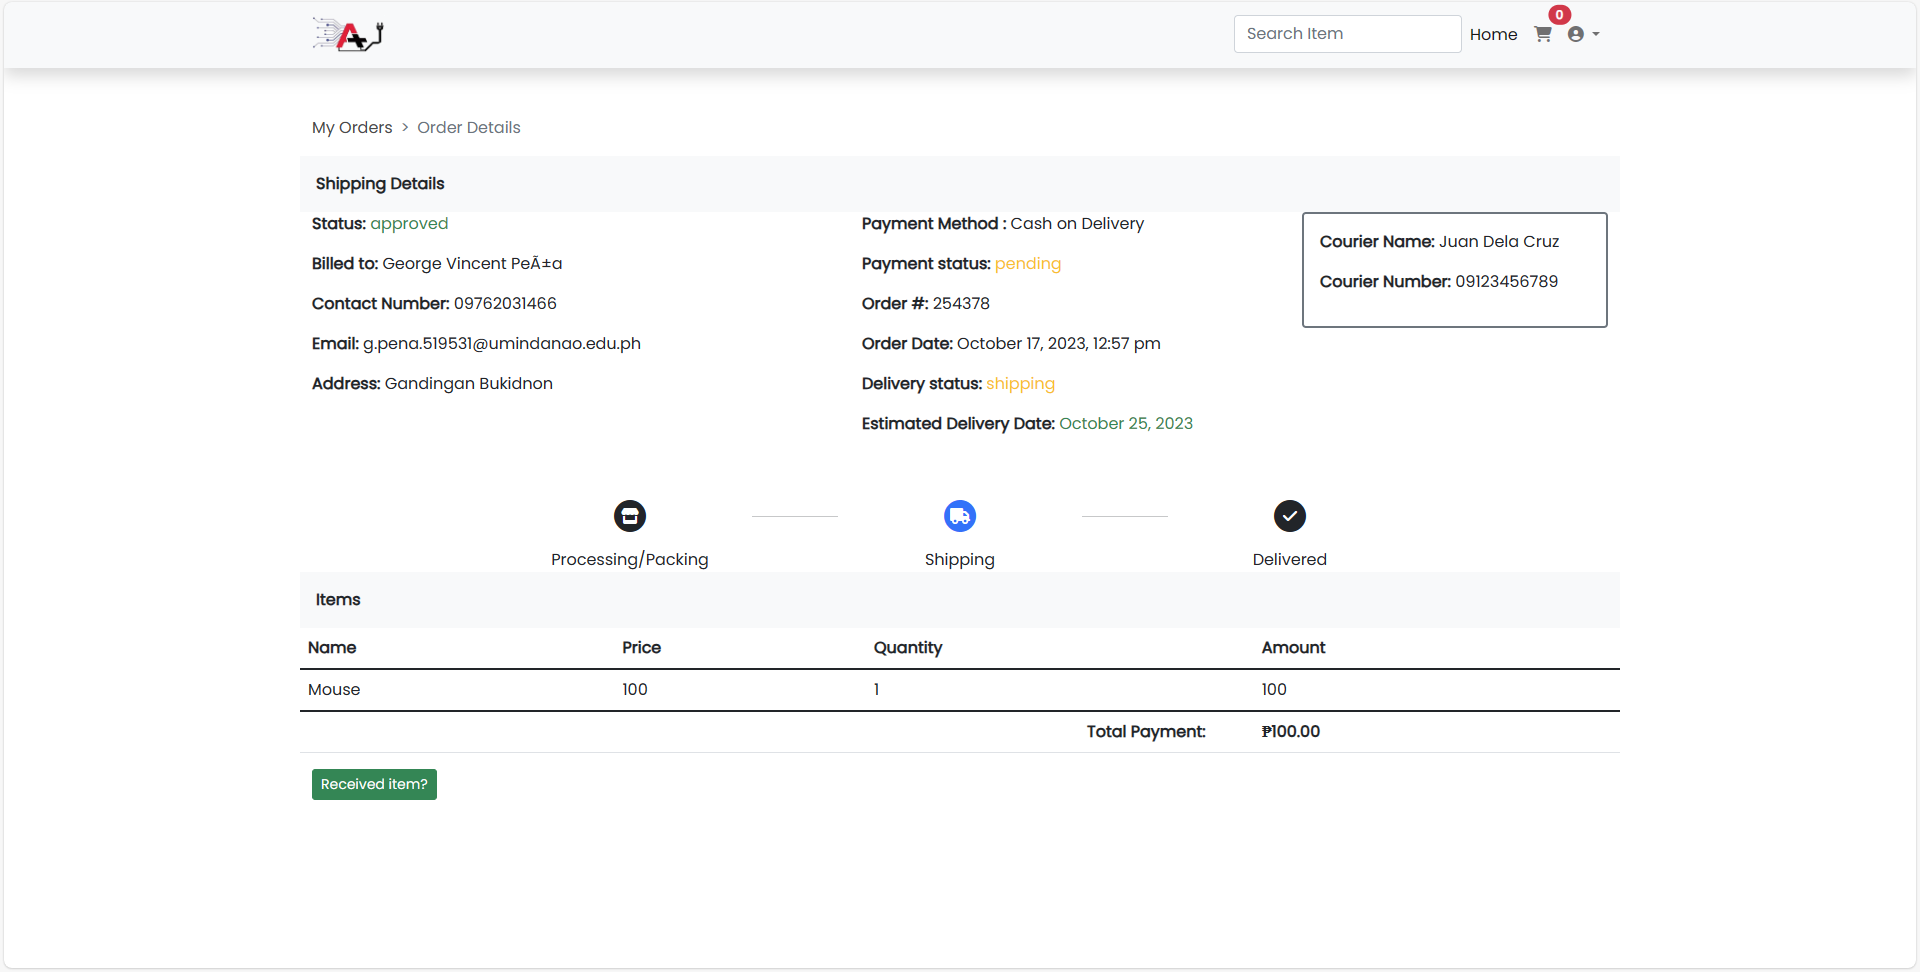 Search Item Home 0
My Orders > Order Details
Shipping Details
Status: approved
Billed to: George Vincent PeÃ±a
Contact Number: 09762031466
Email: g.pena.519531@umindanao.edu.ph
Address: Gandingan Bukidnon
Payment Method : Cash on Delivery
Payment status: pending
Order #: 254378
Order Date: October 17, 2023, 12:57 pm
Delivery status: shipping
Estimated Delivery Date: October 25, 2023
Courier Name: Juan Dela Cruz
Courier Number: 09123456789
Processing/Packing Shipping Delivered
Items
Name Price Quantity Amount
Mouse 100 1 100
Total Payment: ₱100.00
Received item?